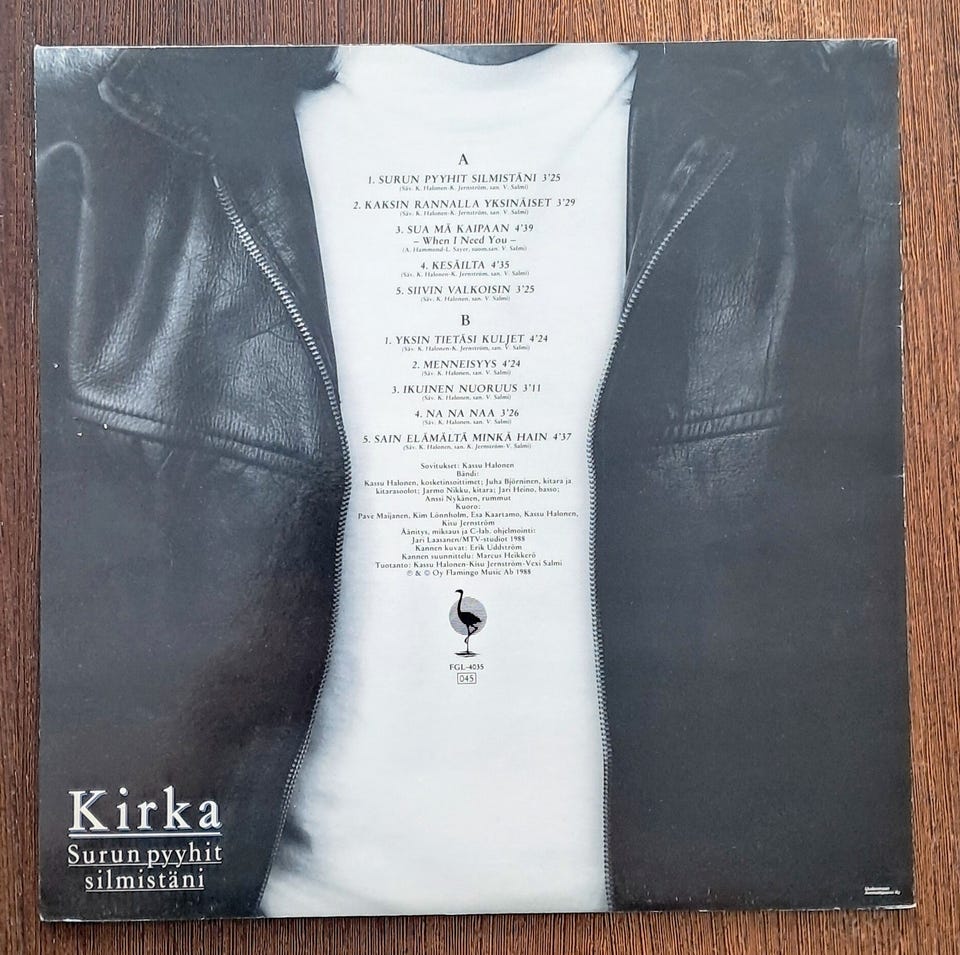 A
1. SURUN PYYHIT SILMISTÄNI 3'25
(Säv. K. Halonen-K. Jernström, san. V. Salmi)
2. KAKSIN RANNALLA YKSINÄISET 3'29
(Säv. K. Halonen-K. Jernström, san. V. Salmi)
3. SUA MÄ KAIPAAN 4'39
– When I Need You –
(A. Hammond-L. Sayer, suom.san. V. Salmi)
4. KESÄILTA 4'35
(Säv. K. Halonen-K. Jernström, san. V. Salmi)
5. SIIVIN VALKOISIN 3'25
(Säv. K. Halonen, san. V. Salmi)
B
1. YKSIN TIETÄSI KULJET 4'24
(Säv. K. Halonen-K. Jernström, san. V. Salmi)
2. MENNEISYYS 4'24
(Säv. K. Halonen, san. V. Salmi)
3. IKUINEN NUORUUS 3'11
(Säv. K. Halonen, san. V. Salmi)
4. NA NA NAA 3'26
(Säv. K. Halonen, san. V. Salmi)
5. SAIN ELÄMÄLTÄ MINKÄ HAIN 4'37
(Säv. K. Halonen, san. K. Jernström-V. Salmi)
Sovitukset: Kassu Halonen
Bändi:
Kassu Halonen, kosketinsoittimet; Juha Björninen, kitara ja
kitarasoolot; Jarmo Nikku, kitara; Jari Heino, basso;
Anssi Nykänen, rummut
Kuoro:
Pave Maijanen, Kim Lönnholm, Esa Kaartamo, Kassu Halonen,
Kisu Jernström
Äänitys, miksaus ja C-lab. ohjelmointi:
Jari Laasanen/MTV-studiot 1988
Kannen kuvat: Erik Uddström
Kannen suunnittelu: Marcus Heikkerö
Tuotanto: Kassu Halonen-Kisu Jernström-Vexi Salmi
℗ & © Oy Flamingo Music Ab 1988
FGL-4035
045
Kirka
Surun pyyhit
silmistäni